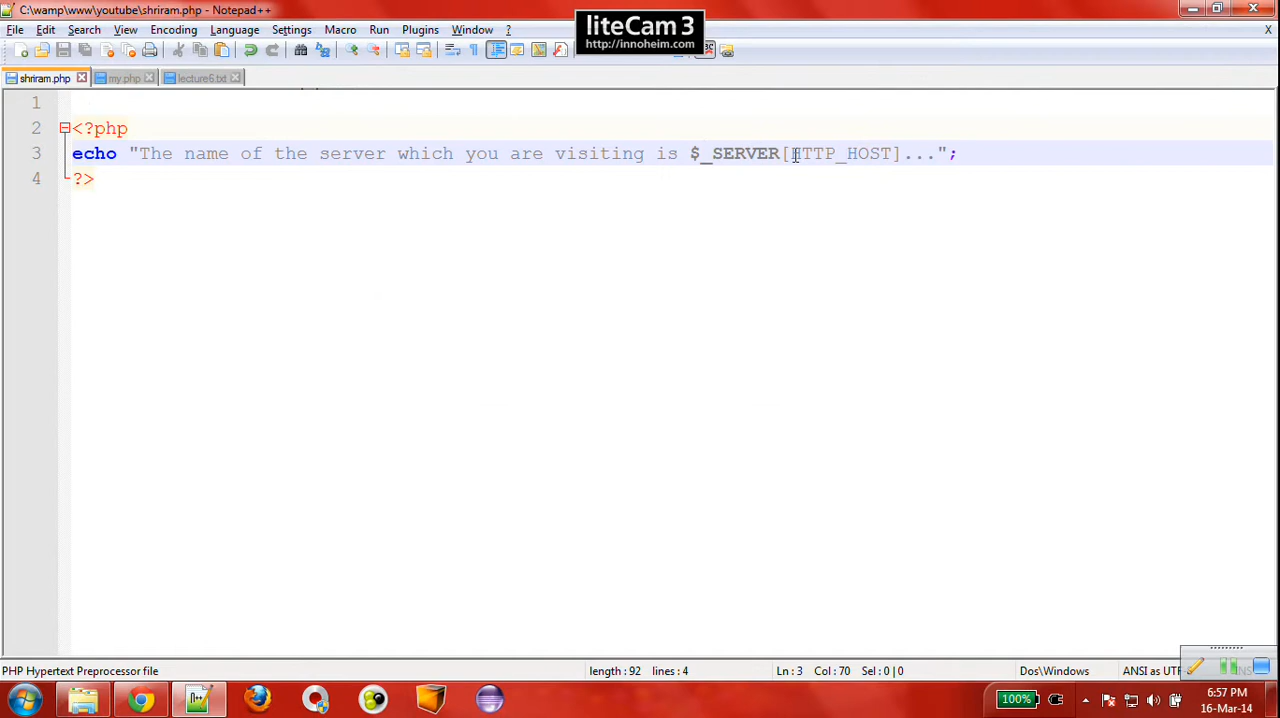 C:\wamp\www\youtube\shriram.php - Notepad++
liteCam 3
http://innoheim.com
File Edit Search View Encoding Language Settings Macro Run Plugins Window ? X
shriram.php my.php lecture6.txt
1
2 <?php
3 echo "The name of the server which you are visiting is $_SERVER[HTTP_HOST]...";
4 ?>
PHP Hypertext Preprocessor file length : 92 lines : 4 Ln : 3 Col : 70 Sel : 0 | 0 Dos\Windows ANSI as UT
100% 6:57 PM
16-Mar-14